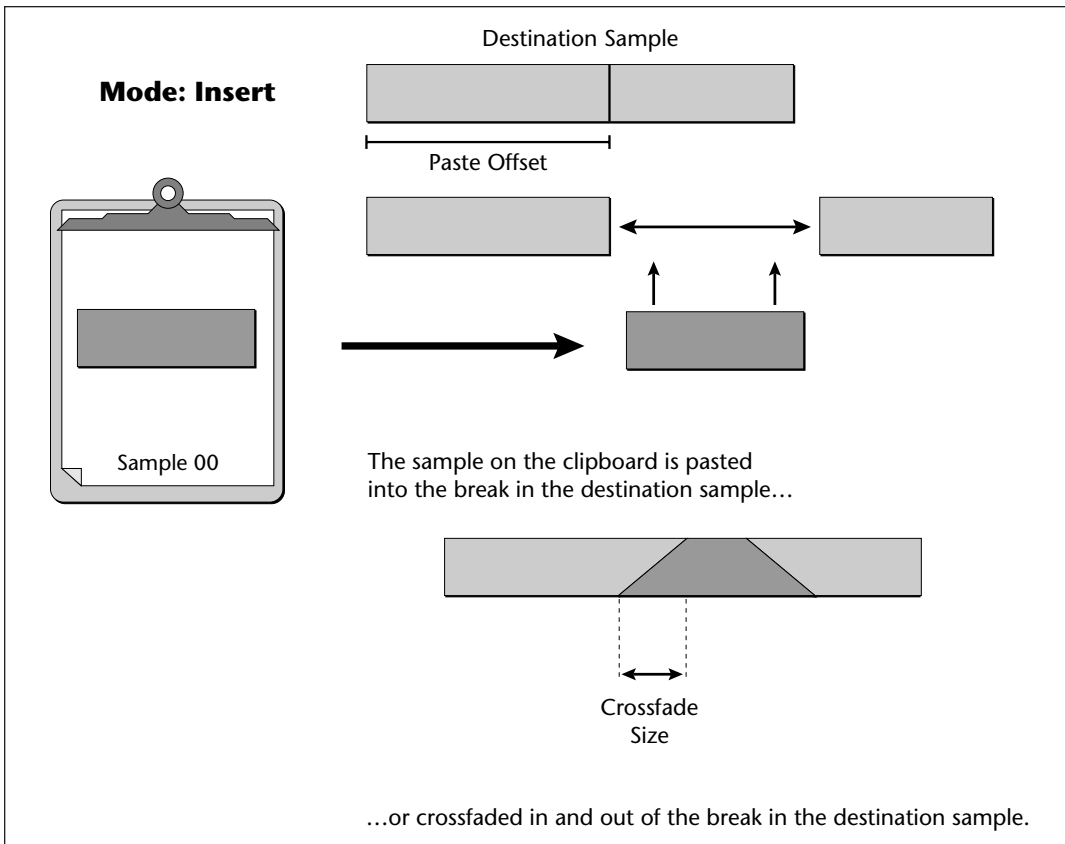 Destination Sample
Mode: Insert
Paste Offset
Sample 00
The sample on the clipboard is pasted
into the break in the destination sample…
Crossfade
Size
…or crossfaded in and out of the break in the destination sample.